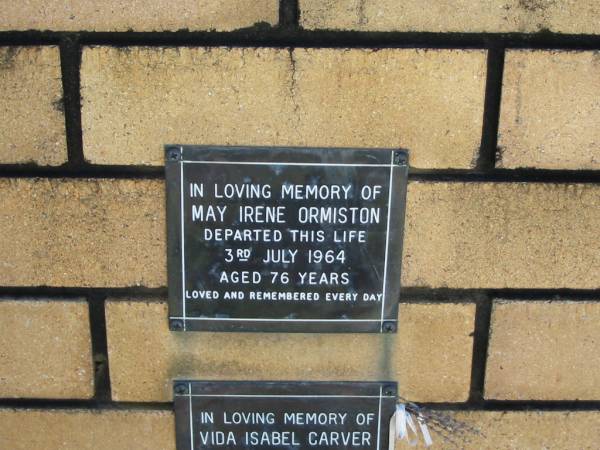 IN LOVING MEMORY OF
MAY IRENE ORMISTON
DEPARTED THIS LIFE
3RD JULY 1964
AGED 76 YEARS
LOVED AND REMEMBERED EVERY DAY
IN LOVING MEMORY OF
VIDA ISABEL CARVER